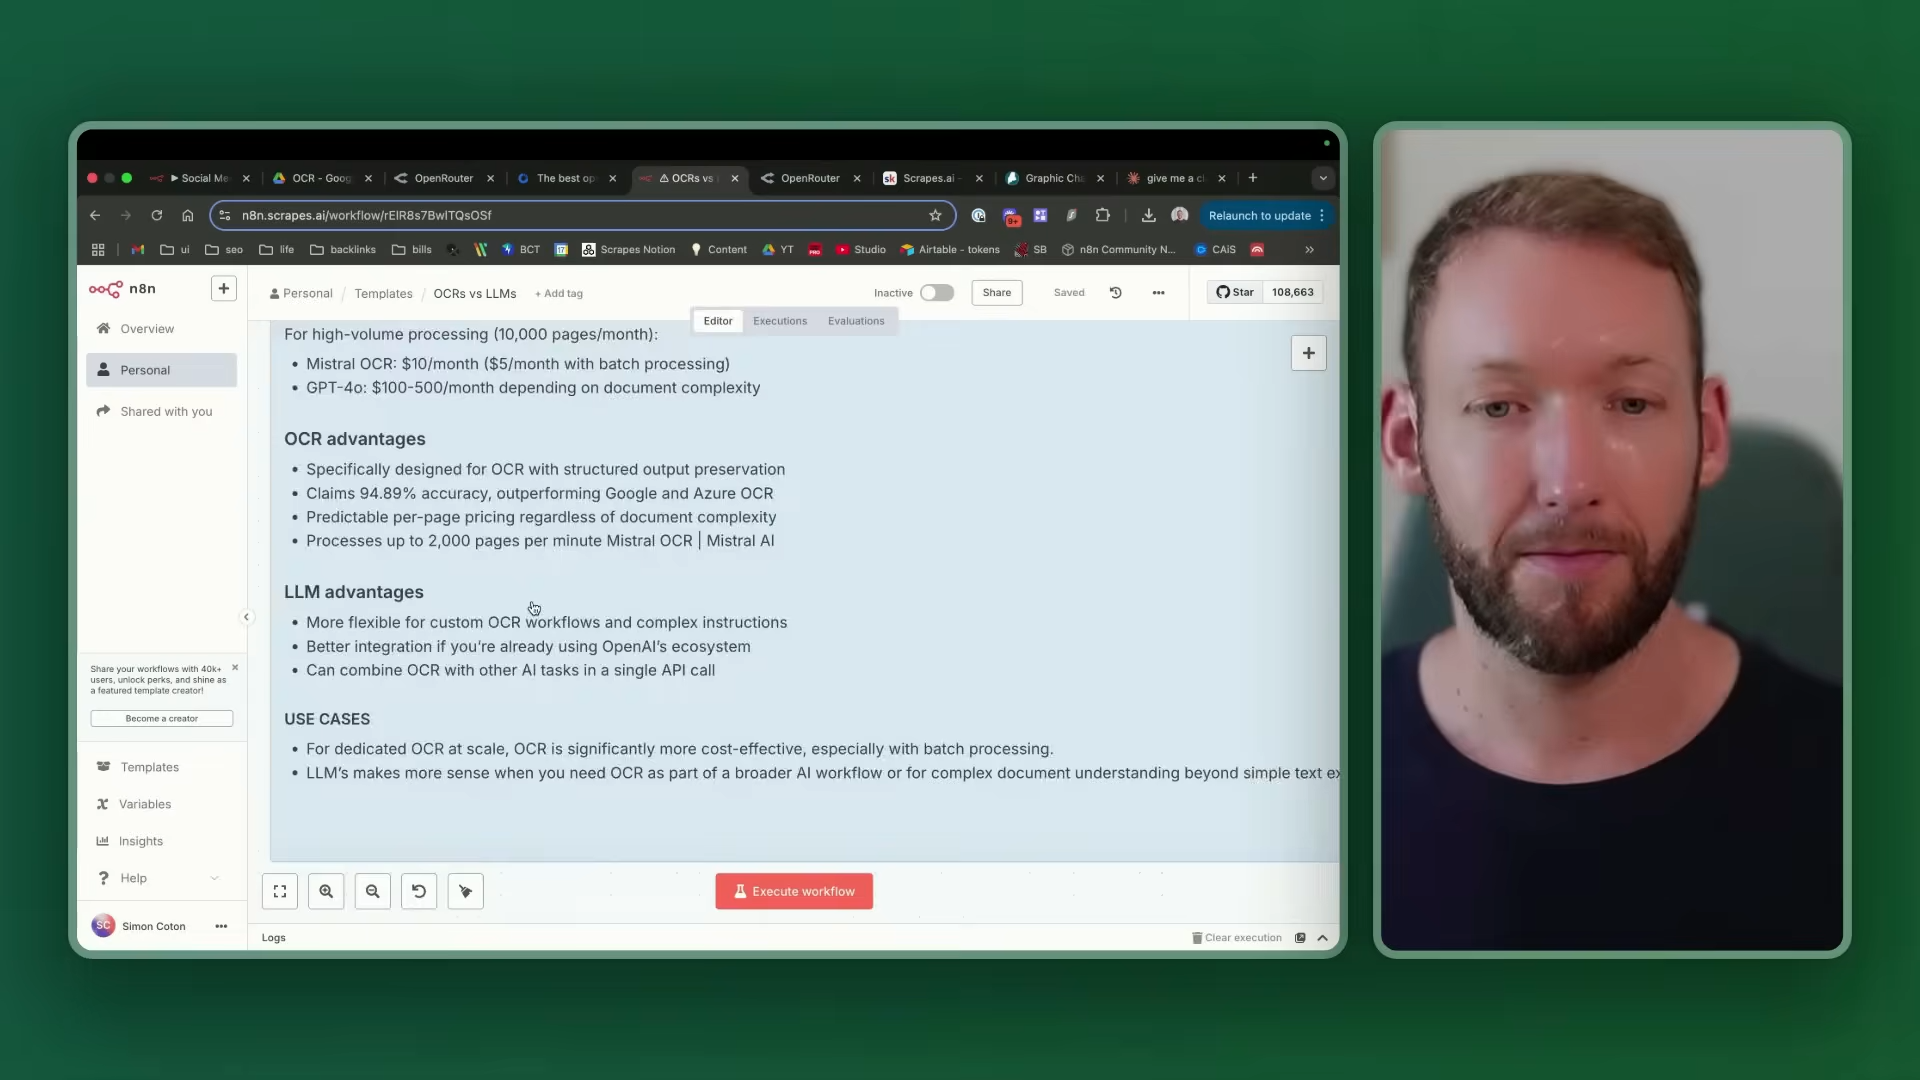 Social Me
OCR - Goog
OpenRouter
The best op
OCRs vs
OpenRouter
Scrapes.ai -
Graphic Cha
give me a cl
n8n.scrapes.ai/workflow/rEIR8s7BwITQsOSf
9+
Relaunch to update
ui
seo
life
backlinks
bills
BCT
17
Scrapes Notion
Content
YT
Studio
Airtable - tokens
SB
n8n Community N...
CAiS
n8n
Personal / Templates / OCRs vs LLMs + Add tag
Inactive
Share
Saved
Star 108,663
Editor
Executions
Evaluations
Overview
Personal
Shared with you
For high-volume processing (10,000 pages/month):
• Mistral OCR: $10/month ($5/month with batch processing)
• GPT-4o: $100-500/month depending on document complexity
OCR advantages
• Specifically designed for OCR with structured output preservation
• Claims 94.89% accuracy, outperforming Google and Azure OCR
• Predictable per-page pricing regardless of document complexity
• Processes up to 2,000 pages per minute Mistral OCR | Mistral AI
LLM advantages
• More flexible for custom OCR workflows and complex instructions
• Better integration if you're already using OpenAI's ecosystem
• Can combine OCR with other AI tasks in a single API call
USE CASES
• For dedicated OCR at scale, OCR is significantly more cost-effective, especially with batch processing.
• LLM's makes more sense when you need OCR as part of a broader AI workflow or for complex document understanding beyond simple text ex
Share your workflows with 40k+
users, unlock perks, and shine as
a featured template creator!
Become a creator
Templates
Variables
Insights
Help
SC Simon Coton
Execute workflow
Logs
Clear execution